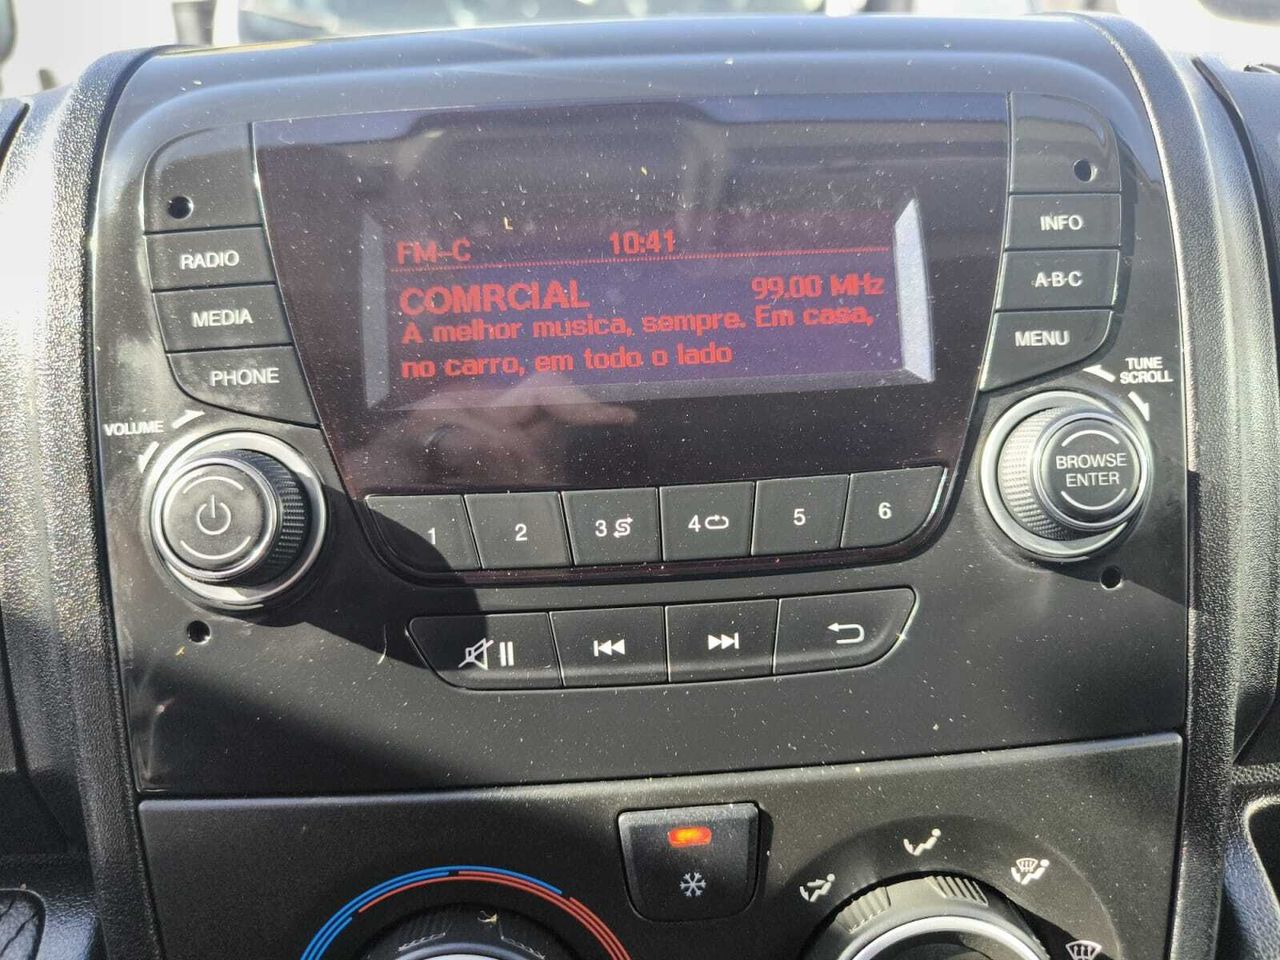 FM-C 10:41
COMRCIAL 99.00 MHz
A melhor musica, sempre. Em casa,
no carro, em todo o lado
RADIO
MEDIA
PHONE
VOLUME
INFO
A-B-C
MENU
TUNE
SCROLL
BROWSE
ENTER
1 2 3 4 5 6